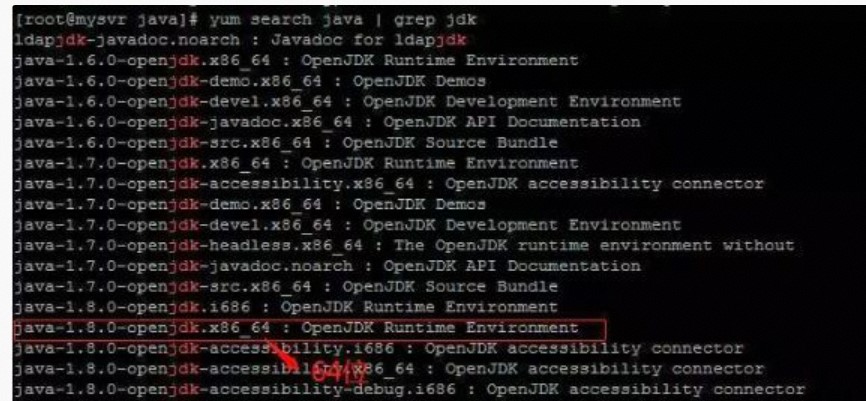 [root@mysvr java]# yum search java | grep jdk
ldapjdk-javadoc.noarch : Javadoc for ldapjdk
java-1.6.0-openjdk.x86_64 : OpenJDK Runtime Environment
java-1.6.0-openjdk-demo.x86_64 : OpenJDK Demos
java-1.6.0-openjdk-devel.x86_64 : OpenJDK Development Environment
java-1.6.0-openjdk-javadoc.x86_64 : OpenJDK API Documentation
java-1.6.0-openjdk-src.x86_64 : OpenJDK Source Bundle
java-1.7.0-openjdk.x86_64 : OpenJDK Runtime Environment
java-1.7.0-openjdk-accessibility.x86_64 : OpenJDK accessibility connector
java-1.7.0-openjdk-demo.x86_64 : OpenJDK Demos
java-1.7.0-openjdk-devel.x86_64 : OpenJDK Development Environment
java-1.7.0-openjdk-headless.x86_64 : The OpenJDK runtime environment without
java-1.7.0-openjdk-javadoc.noarch : OpenJDK API Documentation
java-1.7.0-openjdk-src.x86_64 : OpenJDK Source Bundle
java-1.8.0-openjdk.i686 : OpenJDK Runtime Environment
java-1.8.0-openjdk.x86_64 : OpenJDK Runtime Environment
java-1.8.0-openjdk-accessibility.i686 : OpenJDK accessibility connector
java-1.8.0-openjdk-accessibility.x86_64 : OpenJDK accessibility connector
64位
java-1.8.0-openjdk-accessibility-debug.i686 : OpenJDK accessibility connector